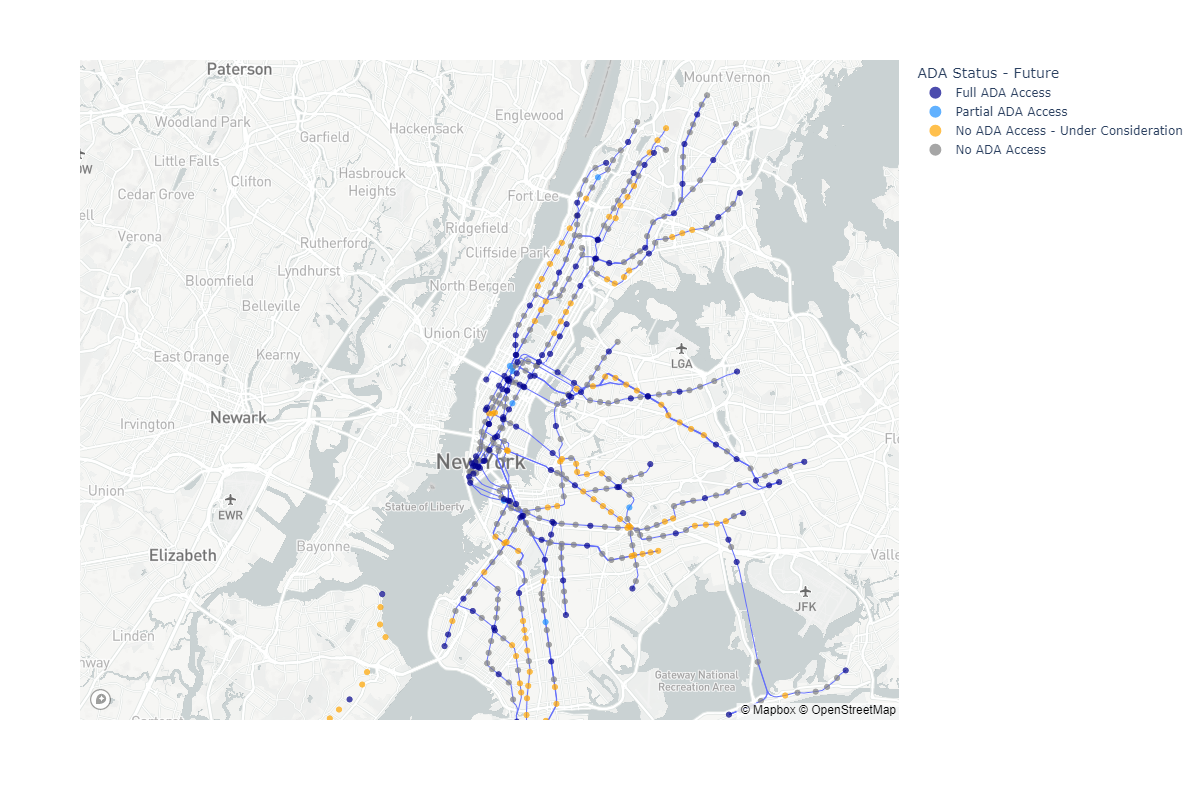 Paterson
Mount Vernon
Woodland Park
Englewood
Hackensack
Garfield
Little Falls
Hasbrouck
Heights
Clifton
Cedar Grove
Fort Lee
Verona
Rutherford
Ridgefield
Cliffside Park
Lyndhurst
Bloomfield
North Bergen
Belleville
Union City
East Orange
Kearny
LGA
Newark
Irvington
New York
Union
EWR
Statue of Liberty
Bayonne
Elizabeth
JFK
Linden
Gateway National
Recreation Area
© Mapbox © OpenStreetMap
ADA Status - Future
Full ADA Access
Partial ADA Access
No ADA Access - Under Consideration
No ADA Access